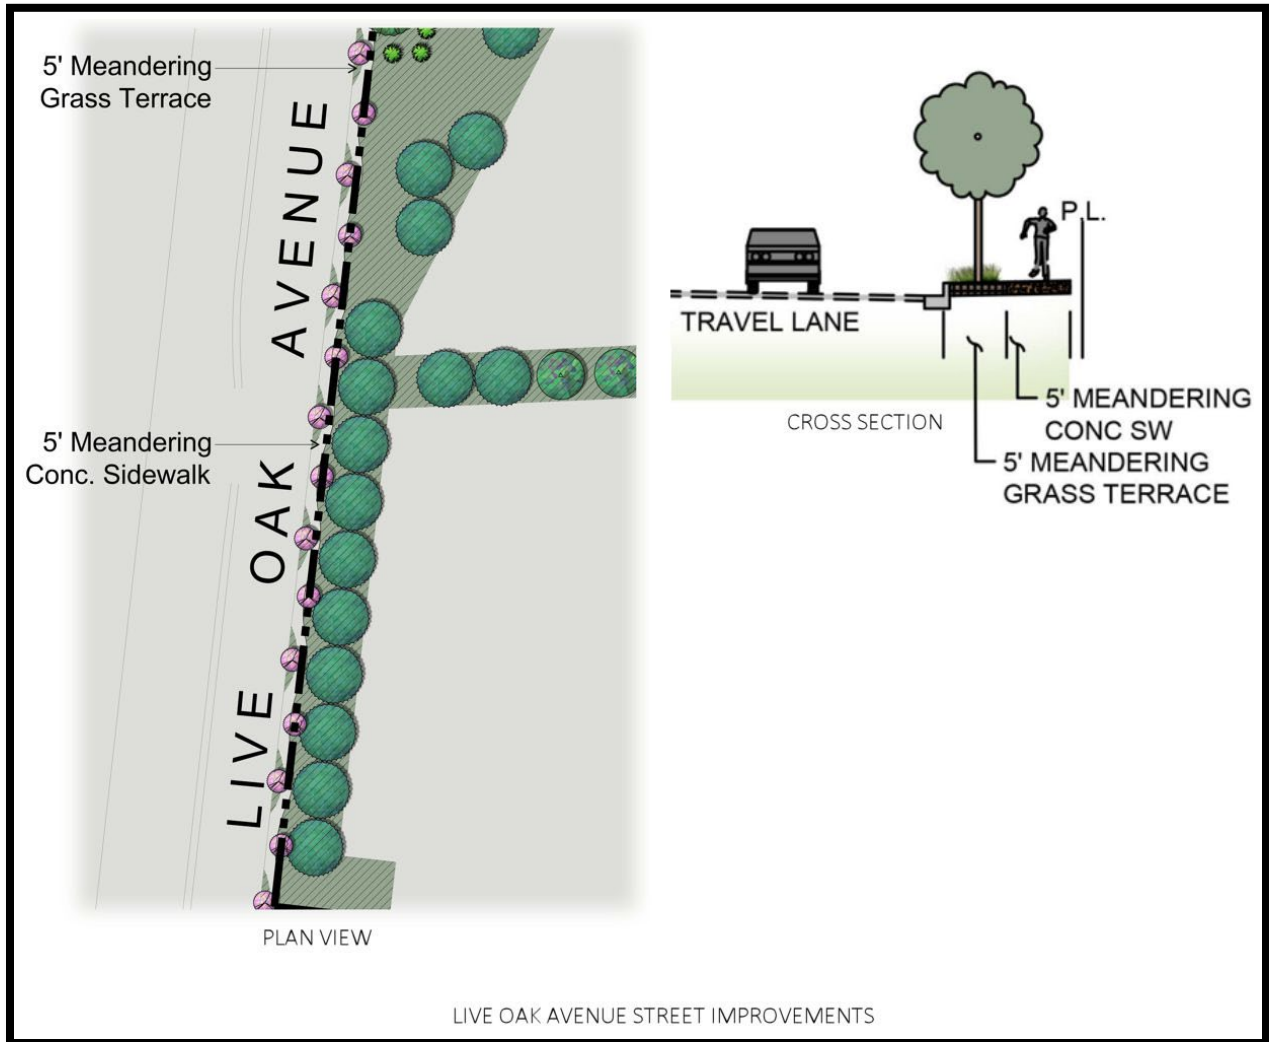 5' Meandering
Grass Terrace
LIVE OAK AVENUE
5' Meandering
Conc. Sidewalk
PLAN VIEW
P.L.
TRAVEL LANE
CROSS SECTION
5' MEANDERING
CONC SW
5' MEANDERING
GRASS TERRACE
LIVE OAK AVENUE STREET IMPROVEMENTS